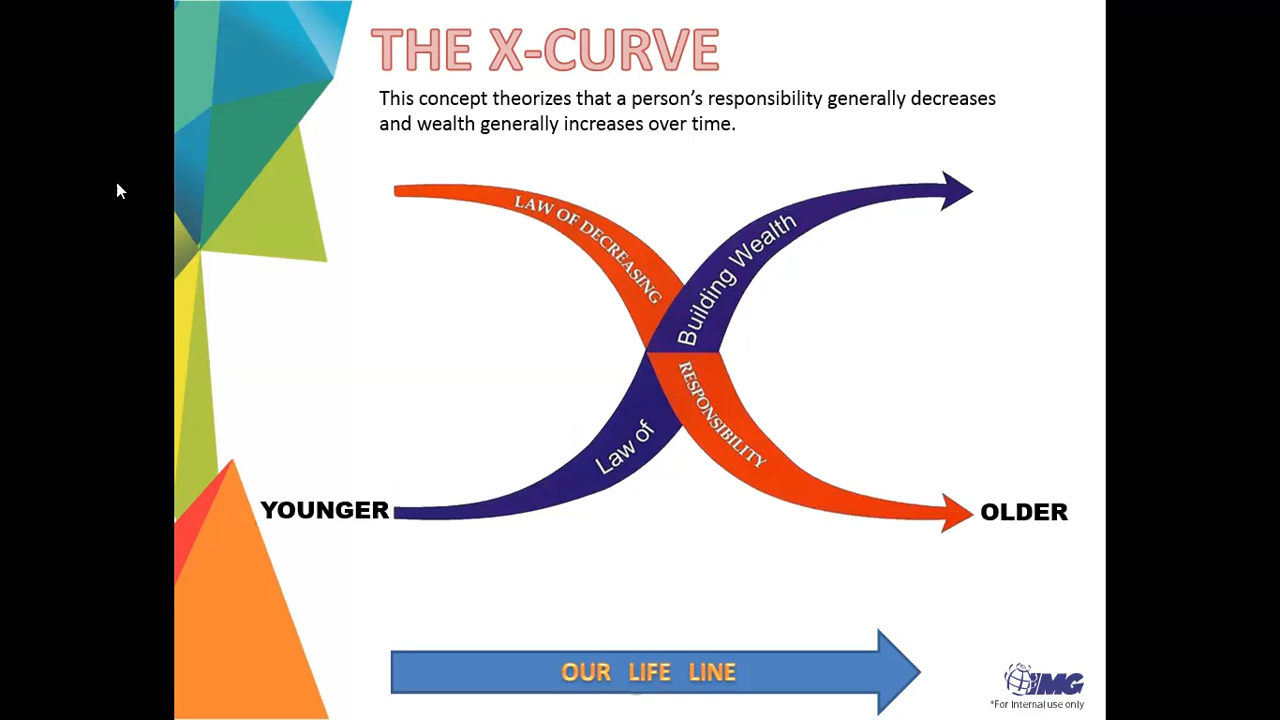 THE X-CURVE
This concept theorizes that a person's responsibility generally decreases
and wealth generally increases over time.
LAW OF DECREASING
RESPONSIBILITY
Law of
Building Wealth
YOUNGER
OLDER
OUR LIFE LINE
IMG
*For Internal use only